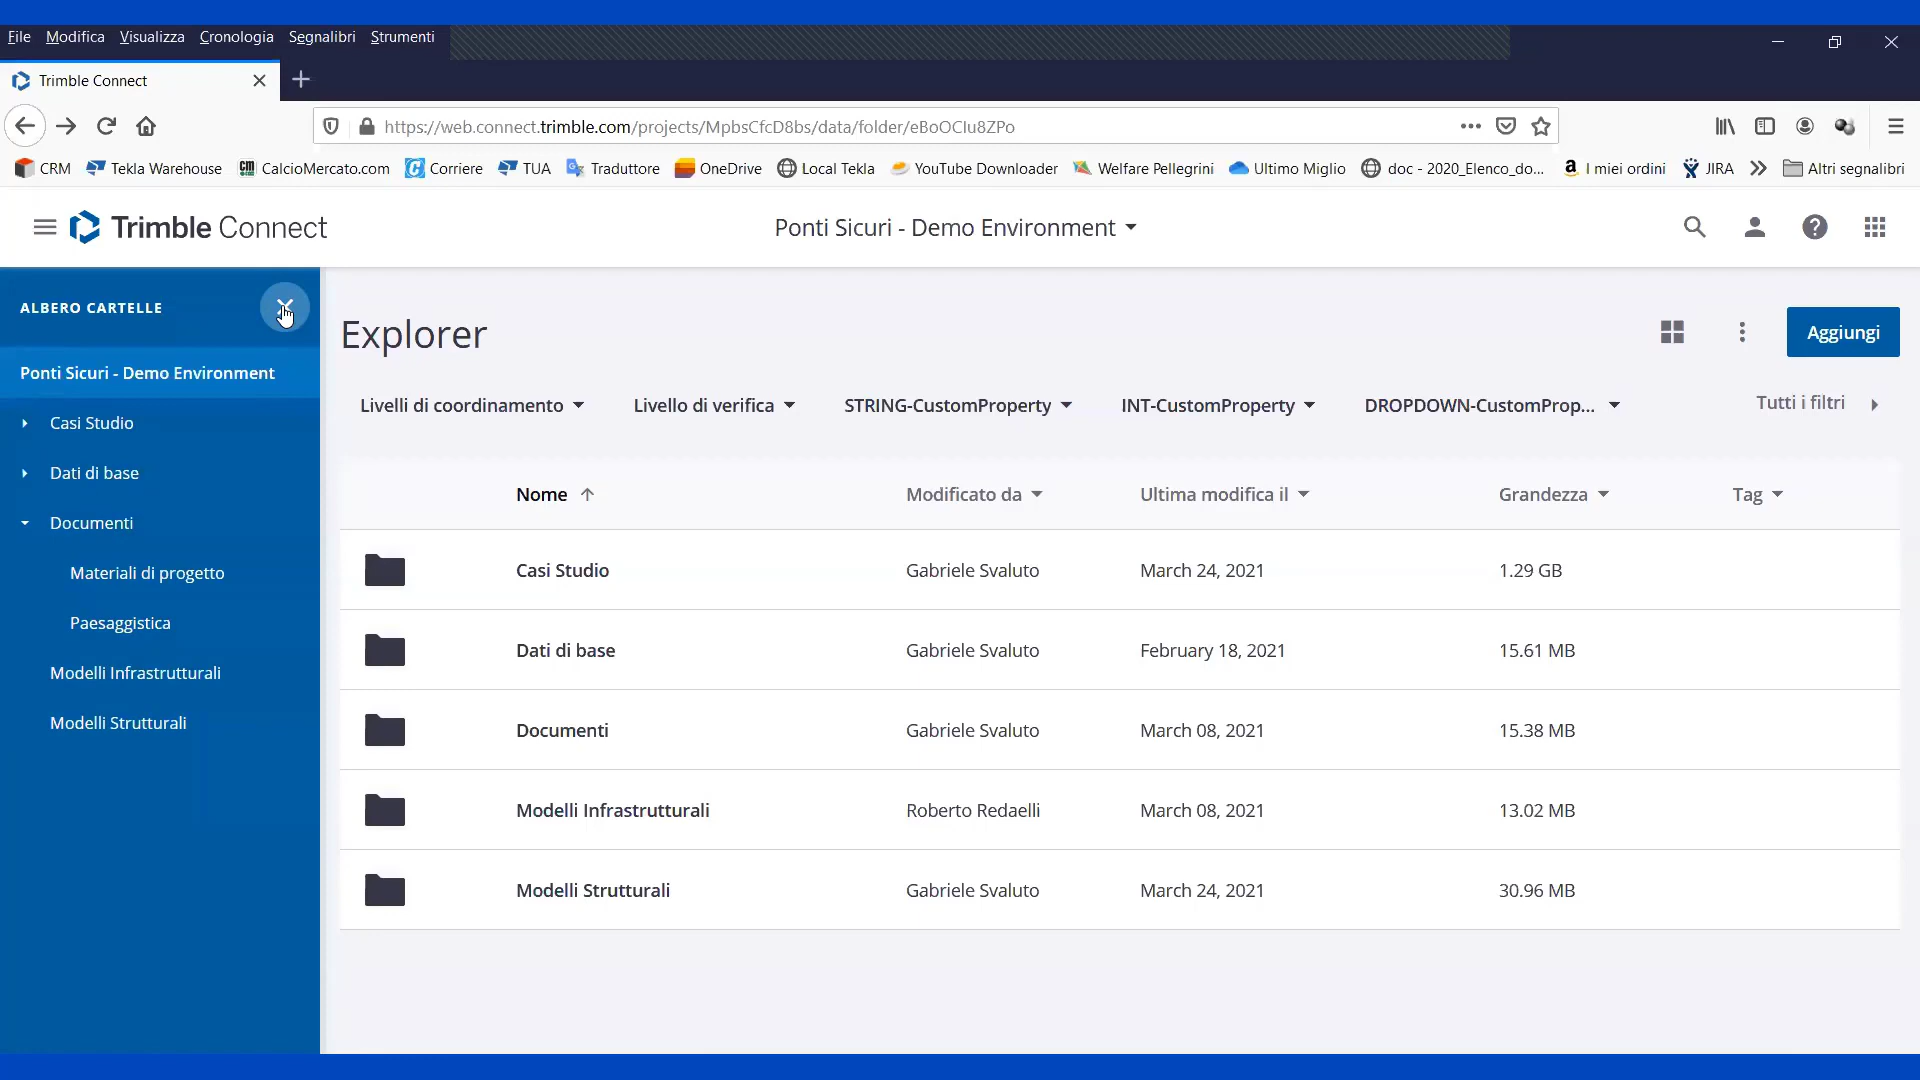 File Modifica Visualizza Cronologia Segnalibri Strumenti
Trimble Connect
https://web.connect.trimble.com/projects/MpbsCfcD8bs/data/folder/eBoOCIu8ZPo
CRM Tekla Warehouse CalcioMercato.com Corriere TUA Traduttore OneDrive Local Tekla YouTube Downloader Welfare Pellegrini Ultimo Miglio doc - 2020_Elenco_do... I miei ordini JIRA Altri segnalibri
Trimble Connect Ponti Sicuri - Demo Environment
ALBERO CARTELLE
Ponti Sicuri - Demo Environment
Casi Studio
Dati di base
Documenti
Materiali di progetto
Paesaggistica
Modelli Infrastrutturali
Modelli Strutturali
Explorer
Aggiungi
Livelli di coordinamento Livello di verifica STRING-CustomProperty INT-CustomProperty DROPDOWN-CustomProp... Tutti i filtri
Nome Modificato da Ultima modifica il Grandezza Tag
Casi Studio Gabriele Svaluto March 24, 2021 1.29 GB
Dati di base Gabriele Svaluto February 18, 2021 15.61 MB
Documenti Gabriele Svaluto March 08, 2021 15.38 MB
Modelli Infrastrutturali Roberto Redaelli March 08, 2021 13.02 MB
Modelli Strutturali Gabriele Svaluto March 24, 2021 30.96 MB